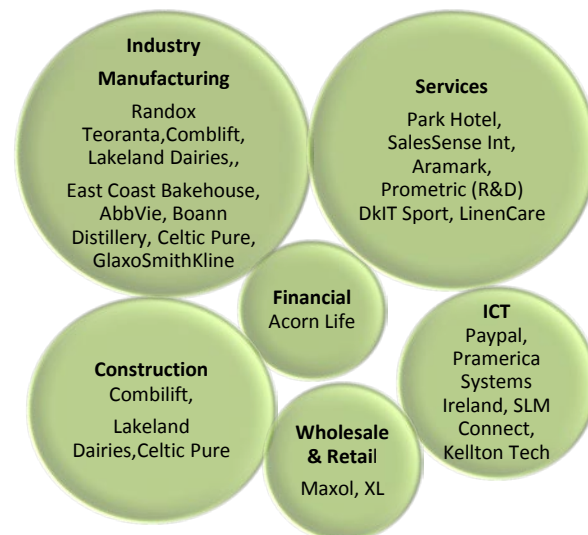 Industry
Manufacturing
Randox
Teoranta,Comblift,
Lakeland Dairies,,
East Coast Bakehouse,
AbbVie, Boann
Distillery, Celtic Pure,
GlaxoSmithKline
Services
Park Hotel,
SalesSense Int,
Aramark,
Prometric (R&D)
DkIT Sport, LinenCare
Financial
Acorn Life
ICT
Paypal,
Pramerica
Systems
Ireland, SLM
Connect,
Kellton Tech
Construction
Combilift,
Lakeland
Dairies,Celtic Pure
Wholesale
& Retail
Maxol, XL